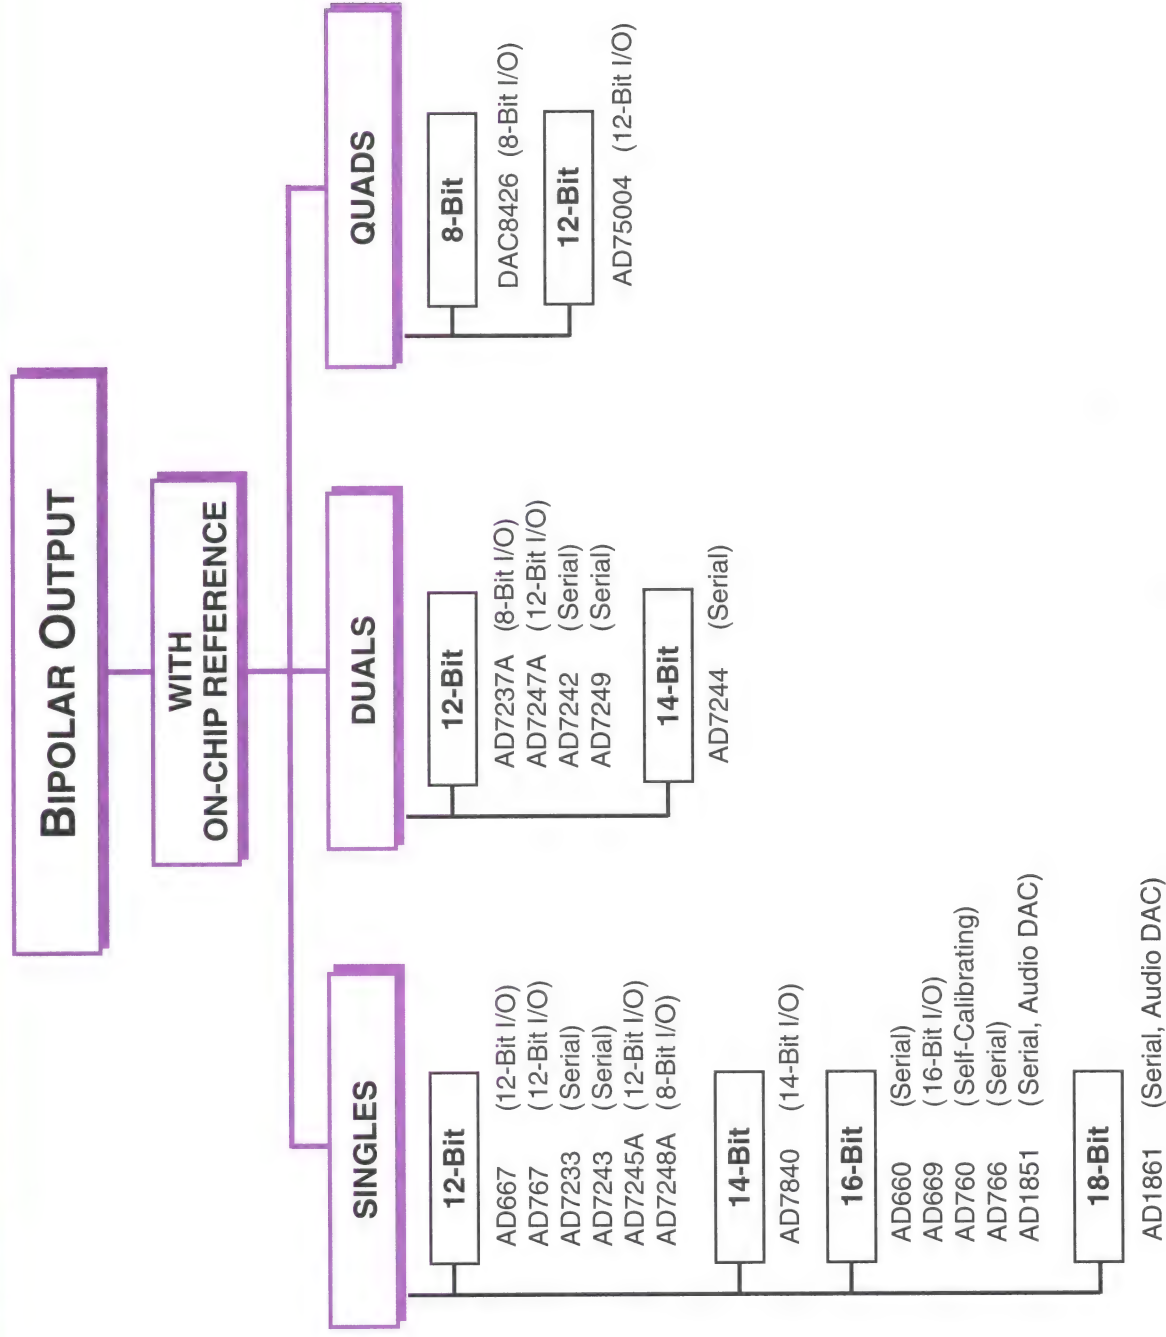 BIPOLAR OUTPUT
WITH
ON-CHIP REFERENCE
SINGLES
12-Bit
AD667 (12-Bit I/O)
AD767 (12-Bit I/O)
AD7233 (Serial)
AD7243 (Serial)
AD7245A (12-Bit I/O)
AD7248A (8-Bit I/O)
14-Bit
AD7840 (14-Bit I/O)
16-Bit
AD660 (Serial)
AD669 (16-Bit I/O)
AD760 (Self-Calibrating)
AD766 (Serial)
AD1851 (Serial, Audio DAC)
18-Bit
AD1861 (Serial, Audio DAC)
DUALS
12-Bit
AD7237A (8-Bit I/O)
AD7247A (12-Bit I/O)
AD7242 (Serial)
AD7249 (Serial)
14-Bit
AD7244 (Serial)
QUADS
8-Bit
DAC8426 (8-Bit I/O)
12-Bit
AD75004 (12-Bit I/O)